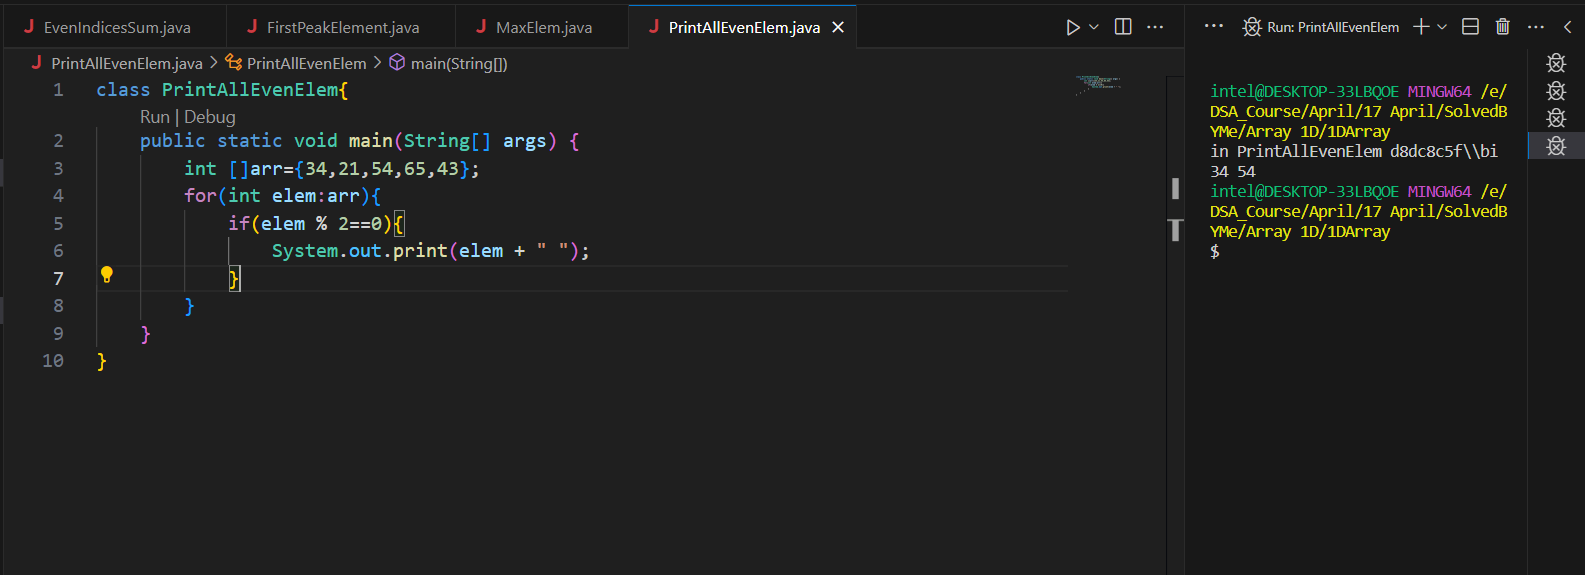 EvenIndicesSum.java FirstPeakElement.java MaxElem.java PrintAllEvenElem.java
PrintAllEvenElem.java > PrintAllEvenElem > main(String[])
1 class PrintAllEvenElem{
Run | Debug
2 public static void main(String[] args) {
3 int []arr={34,21,54,65,43};
4 for(int elem:arr){
5 if(elem % 2==0){
6 System.out.print(elem + " ");
7 }
8 }
9 }
10 }
Run: PrintAllEvenElem
intel@DESKTOP-33LBQOE MINGW64 /e/
DSA_Course/April/17 April/SolvedB
YMe/Array 1D/1DArray
in PrintAllEvenElem d8dc8c5f\\bi
34 54
intel@DESKTOP-33LBQOE MINGW64 /e/
DSA_Course/April/17 April/SolvedB
YMe/Array 1D/1DArray
$